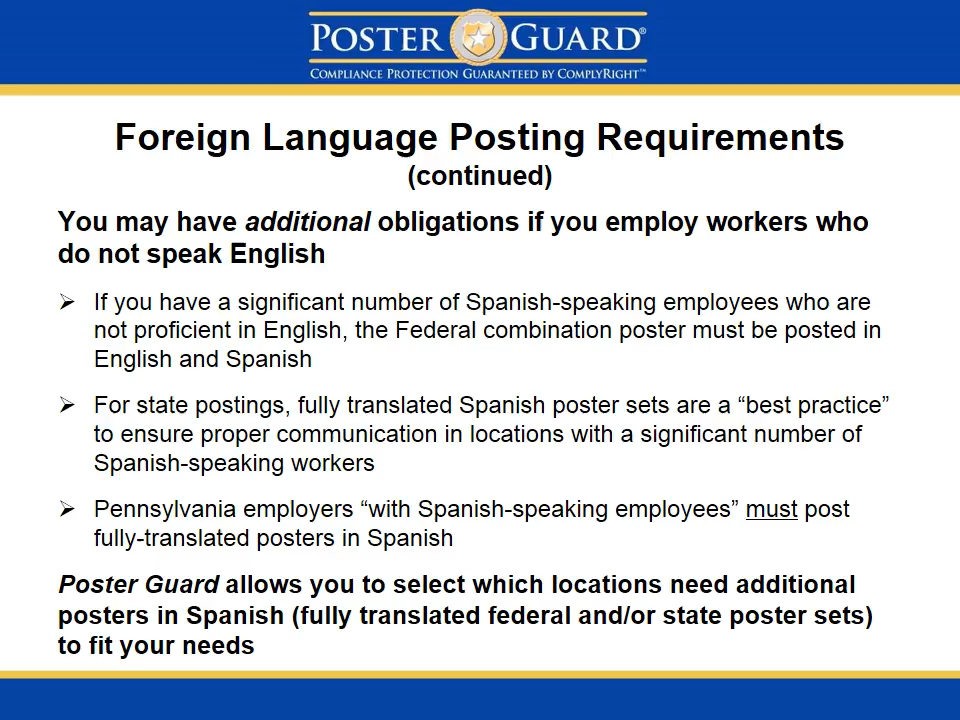 POSTER GUARD®
COMPLIANCE PROTECTION GUARANTEED BY COMPLYRIGHT™
Foreign Language Posting Requirements
(continued)
You may have additional obligations if you employ workers who
do not speak English
➢ If you have a significant number of Spanish-speaking employees who are
not proficient in English, the Federal combination poster must be posted in
English and Spanish
➢ For state postings, fully translated Spanish poster sets are a “best practice”
to ensure proper communication in locations with a significant number of
Spanish-speaking workers
➢ Pennsylvania employers “with Spanish-speaking employees” must post
fully-translated posters in Spanish
Poster Guard allows you to select which locations need additional
posters in Spanish (fully translated federal and/or state poster sets)
to fit your needs